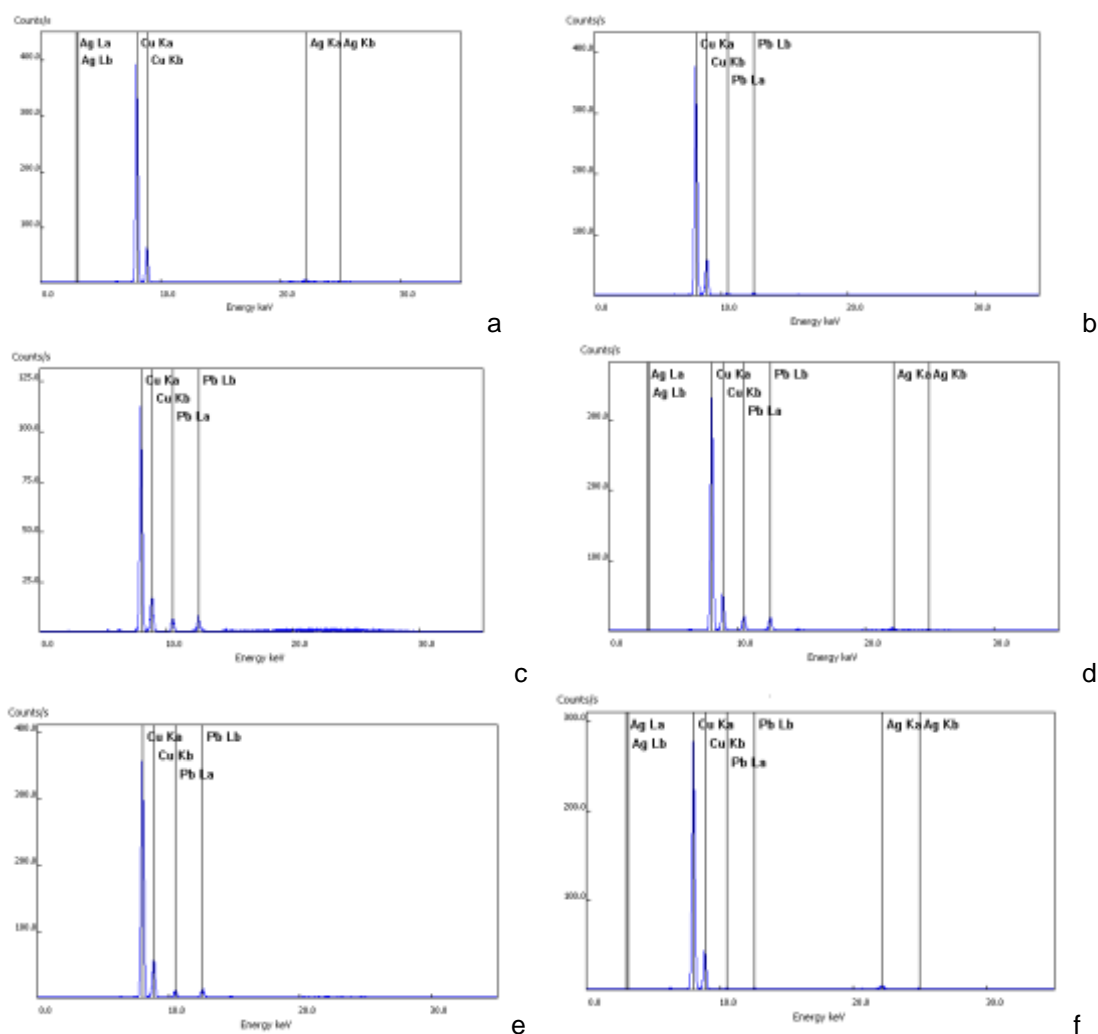 Counts/s
Ag La Cu Ka Ag Ka Ag Kb
Ag Lb Cu Kb
400.0
300.0
200.0
100.0
0.0 10.0 20.0 30.0
Energy keV
a
Counts/s
Cu Ka Pb Lb
Cu Kb
Pb La
400.0
300.0
200.0
100.0
0.0 10.0 20.0 30.0
Energy keV
b
Counts/s
Cu Ka Pb Lb
Cu Kb
Pb La
125.0
100.0
75.0
50.0
25.0
0.0 10.0 20.0 30.0
Energy keV
c
Counts/s
Ag La Cu Ka Pb Lb Ag Ka Ag Kb
Ag Lb Cu Kb
Pb La
300.0
200.0
100.0
0.0 10.0 20.0 30.0
Energy keV
d
Counts/s
Cu Ka Pb Lb
Cu Kb
Pb La
400.0
300.0
200.0
100.0
0.0 10.0 20.0 30.0
Energy keV
e
Counts/s
Ag La Cu Ka Pb Lb Ag Ka Ag Kb
Ag Lb Cu Kb
Pb La
300.0
200.0
100.0
0.0 10.0 20.0 30.0
Energy keV
f